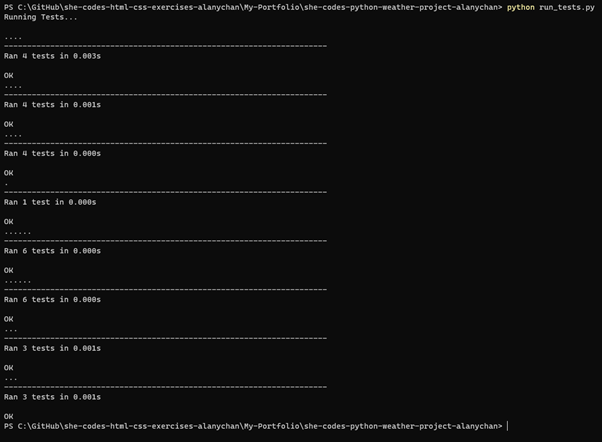 PS C:\GitHub\she-codes-html-css-exercises-alanychan\My-Portfolio\she-codes-python-weather-project-alanychan> python run_tests.py
Running Tests...
....
----------------------------------------------------------------------
Ran 4 tests in 0.003s
OK
....
----------------------------------------------------------------------
Ran 4 tests in 0.001s
OK
....
----------------------------------------------------------------------
Ran 4 tests in 0.000s
OK
.
----------------------------------------------------------------------
Ran 1 test in 0.000s
OK
......
----------------------------------------------------------------------
Ran 6 tests in 0.000s
OK
......
----------------------------------------------------------------------
Ran 6 tests in 0.000s
OK
...
----------------------------------------------------------------------
Ran 3 tests in 0.001s
OK
...
----------------------------------------------------------------------
Ran 3 tests in 0.001s
OK
PS C:\GitHub\she-codes-html-css-exercises-alanychan\My-Portfolio\she-codes-python-weather-project-alanychan>